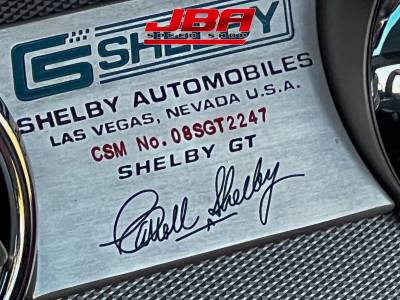 JBA
SPEED SHOP
CS SHELBY
SHELBY AUTOMOBILES
LAS VEGAS, NEVADA U.S.A.
CSM No. 08SGT2247
SHELBY GT
Carroll Shelby